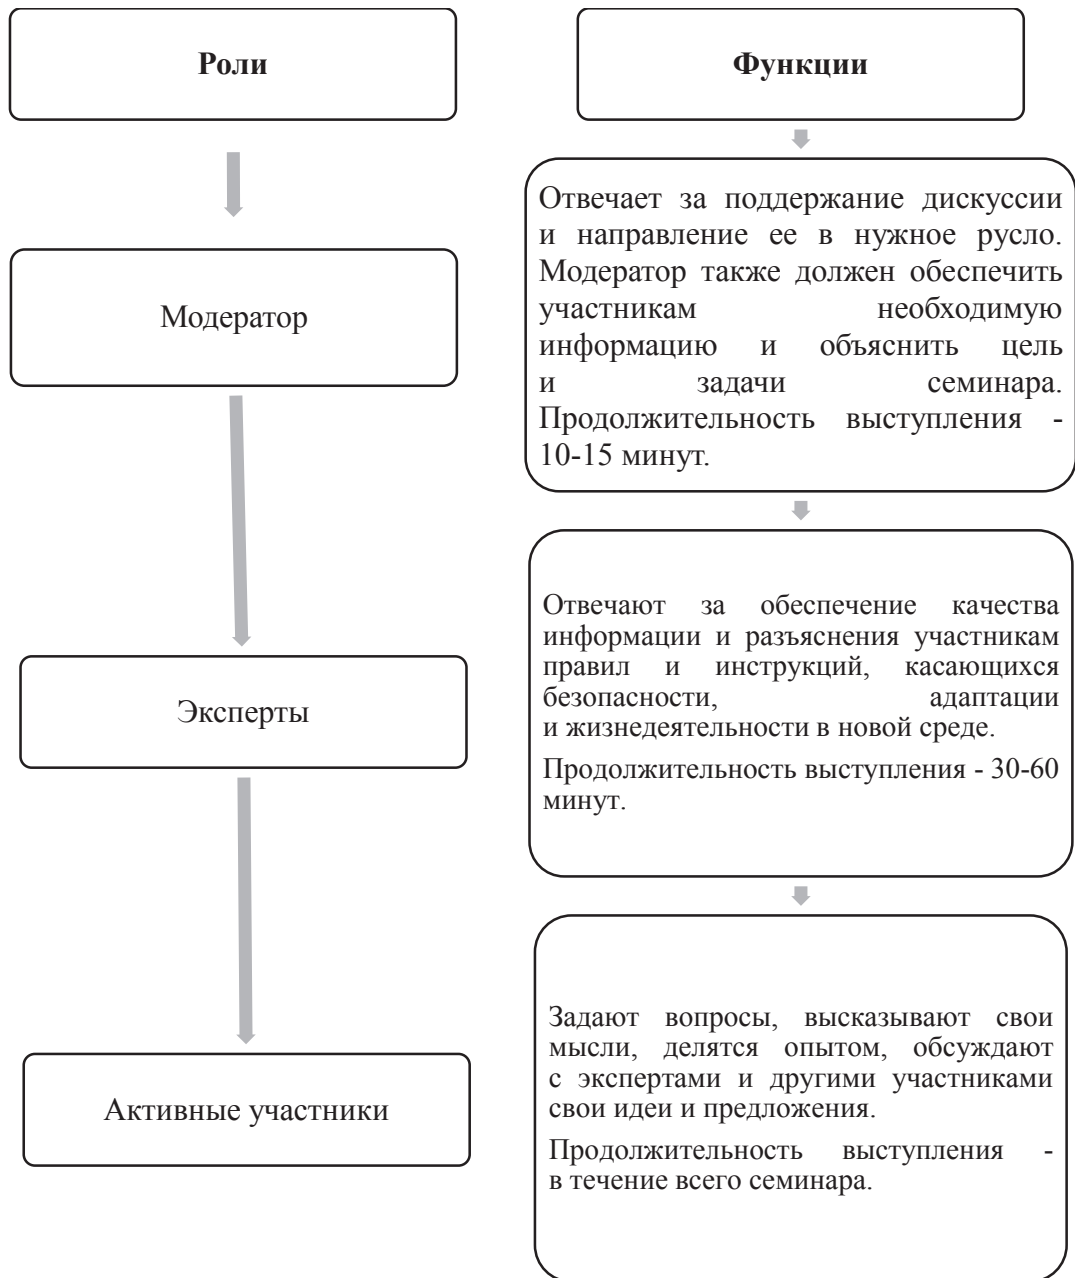 Роли
Функции
Модератор
Отвечает за поддержание дискуссии
и направление ее в нужное русло.
Модератор также должен обеспечить
участникам необходимую
информацию и объяснить цель
и задачи семинара.
Продолжительность выступления -
10-15 минут.
Эксперты
Отвечают за обеспечение качества
информации и разъяснения участникам
правил и инструкций, касающихся
безопасности, адаптации
и жизнедеятельности в новой среде.
Продолжительность выступления - 30-60
минут.
Активные участники
Задают вопросы, высказывают свои
мысли, делятся опытом, обсуждают
с экспертами и другими участниками
свои идеи и предложения.
Продолжительность выступления -
в течение всего семинара.